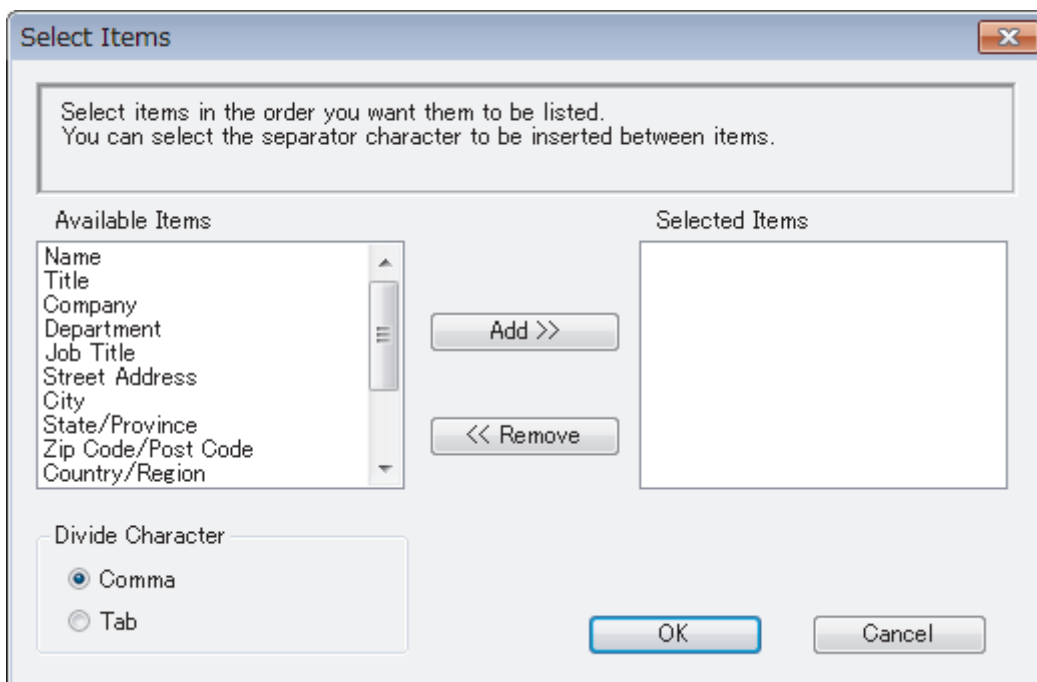 Select Items
Select items in the order you want them to be listed.
You can select the separator character to be inserted between items.
Available Items
Selected Items
Name
Title
Company
Department
Job Title
Street Address
City
State/Province
Zip Code/Post Code
Country/Region
Add >>
<< Remove
Divide Character
Comma
Tab
OK
Cancel